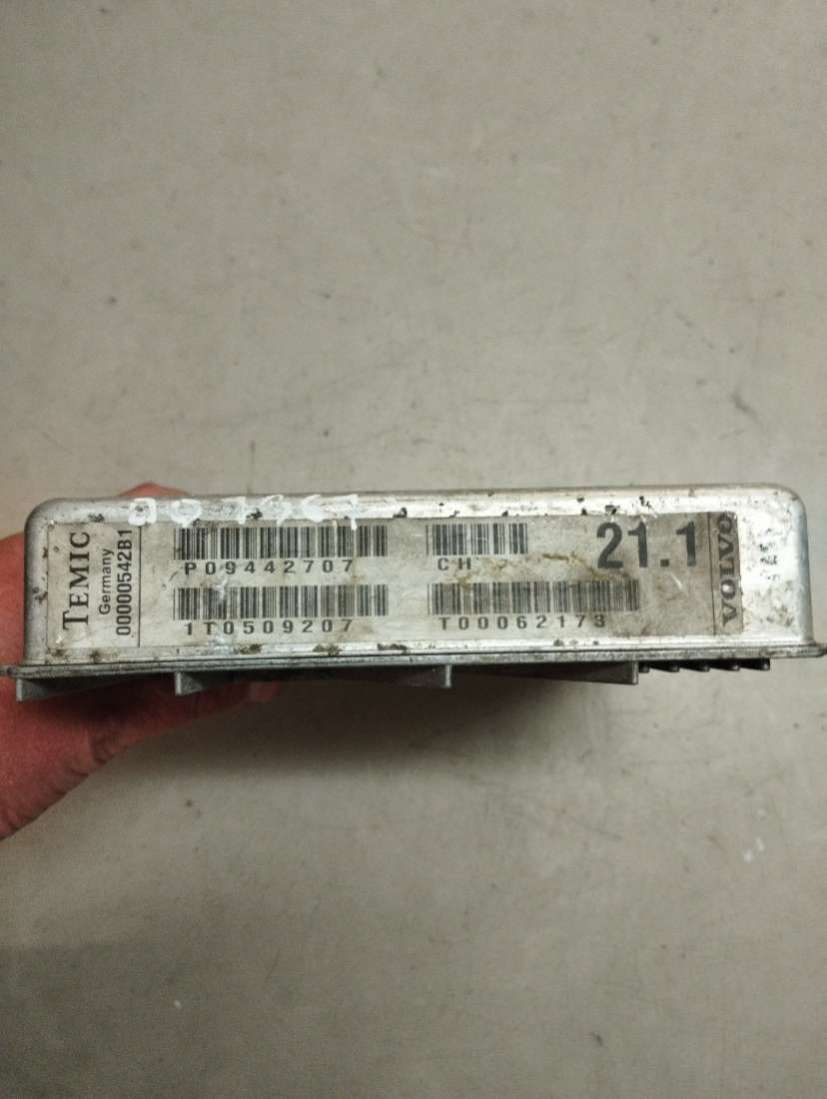 TEMIC
Germany
00000542B1
P09442707
CH
21.1
1T0509207
T00062173
VOLVO